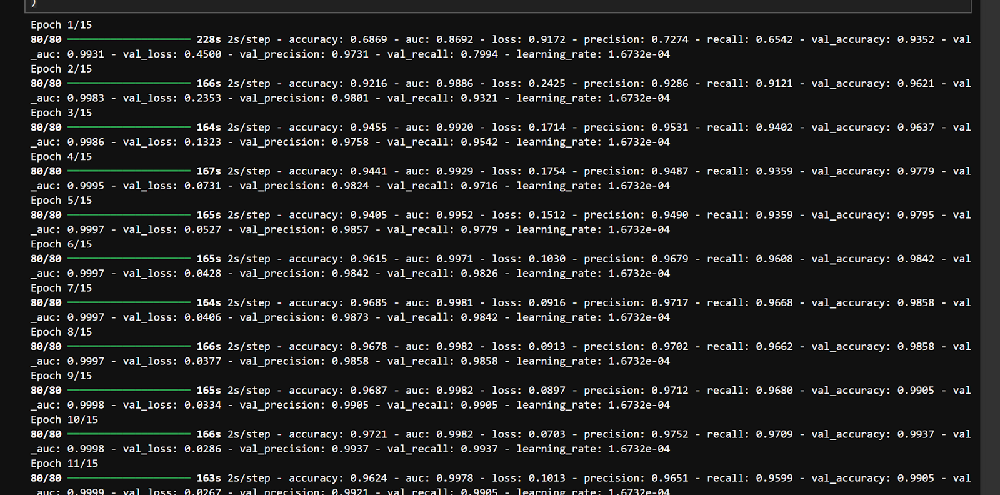 )
Epoch 1/15
80/80 ━━━━━━━━━━━━━━━━━━━━ 228s 2s/step - accuracy: 0.6869 - auc: 0.8692 - loss: 0.9172 - precision: 0.7274 - recall: 0.6542 - val_accuracy: 0.9352 - val
_auc: 0.9931 - val_loss: 0.4500 - val_precision: 0.9731 - val_recall: 0.7994 - learning_rate: 1.6732e-04
Epoch 2/15
80/80 ━━━━━━━━━━━━━━━━━━━━ 166s 2s/step - accuracy: 0.9216 - auc: 0.9886 - loss: 0.2425 - precision: 0.9286 - recall: 0.9121 - val_accuracy: 0.9621 - val
_auc: 0.9983 - val_loss: 0.2353 - val_precision: 0.9801 - val_recall: 0.9321 - learning_rate: 1.6732e-04
Epoch 3/15
80/80 ━━━━━━━━━━━━━━━━━━━━ 164s 2s/step - accuracy: 0.9455 - auc: 0.9920 - loss: 0.1714 - precision: 0.9531 - recall: 0.9402 - val_accuracy: 0.9637 - val
_auc: 0.9986 - val_loss: 0.1323 - val_precision: 0.9758 - val_recall: 0.9542 - learning_rate: 1.6732e-04
Epoch 4/15
80/80 ━━━━━━━━━━━━━━━━━━━━ 167s 2s/step - accuracy: 0.9441 - auc: 0.9929 - loss: 0.1754 - precision: 0.9487 - recall: 0.9359 - val_accuracy: 0.9779 - val
_auc: 0.9995 - val_loss: 0.0731 - val_precision: 0.9824 - val_recall: 0.9716 - learning_rate: 1.6732e-04
Epoch 5/15
80/80 ━━━━━━━━━━━━━━━━━━━━ 165s 2s/step - accuracy: 0.9405 - auc: 0.9952 - loss: 0.1512 - precision: 0.9490 - recall: 0.9359 - val_accuracy: 0.9795 - val
_auc: 0.9997 - val_loss: 0.0527 - val_precision: 0.9857 - val_recall: 0.9779 - learning_rate: 1.6732e-04
Epoch 6/15
80/80 ━━━━━━━━━━━━━━━━━━━━ 165s 2s/step - accuracy: 0.9615 - auc: 0.9971 - loss: 0.1030 - precision: 0.9679 - recall: 0.9608 - val_accuracy: 0.9842 - val
_auc: 0.9997 - val_loss: 0.0428 - val_precision: 0.9842 - val_recall: 0.9826 - learning_rate: 1.6732e-04
Epoch 7/15
80/80 ━━━━━━━━━━━━━━━━━━━━ 164s 2s/step - accuracy: 0.9685 - auc: 0.9981 - loss: 0.0916 - precision: 0.9717 - recall: 0.9668 - val_accuracy: 0.9858 - val
_auc: 0.9997 - val_loss: 0.0406 - val_precision: 0.9873 - val_recall: 0.9842 - learning_rate: 1.6732e-04
Epoch 8/15
80/80 ━━━━━━━━━━━━━━━━━━━━ 166s 2s/step - accuracy: 0.9678 - auc: 0.9982 - loss: 0.0913 - precision: 0.9702 - recall: 0.9662 - val_accuracy: 0.9858 - val
_auc: 0.9997 - val_loss: 0.0377 - val_precision: 0.9858 - val_recall: 0.9858 - learning_rate: 1.6732e-04
Epoch 9/15
80/80 ━━━━━━━━━━━━━━━━━━━━ 165s 2s/step - accuracy: 0.9687 - auc: 0.9982 - loss: 0.0897 - precision: 0.9712 - recall: 0.9680 - val_accuracy: 0.9905 - val
_auc: 0.9998 - val_loss: 0.0334 - val_precision: 0.9905 - val_recall: 0.9905 - learning_rate: 1.6732e-04
Epoch 10/15
80/80 ━━━━━━━━━━━━━━━━━━━━ 166s 2s/step - accuracy: 0.9721 - auc: 0.9982 - loss: 0.0703 - precision: 0.9752 - recall: 0.9709 - val_accuracy: 0.9937 - val
_auc: 0.9998 - val_loss: 0.0286 - val_precision: 0.9937 - val_recall: 0.9937 - learning_rate: 1.6732e-04
Epoch 11/15
80/80 ━━━━━━━━━━━━━━━━━━━━ 163s 2s/step - accuracy: 0.9624 - auc: 0.9978 - loss: 0.1013 - precision: 0.9651 - recall: 0.9599 - val_accuracy: 0.9905 - val
_auc: 0.9999 - val_loss: 0.0267 - val_precision: 0.9921 - val_recall: 0.9905 - learning_rate: 1.6732e-04